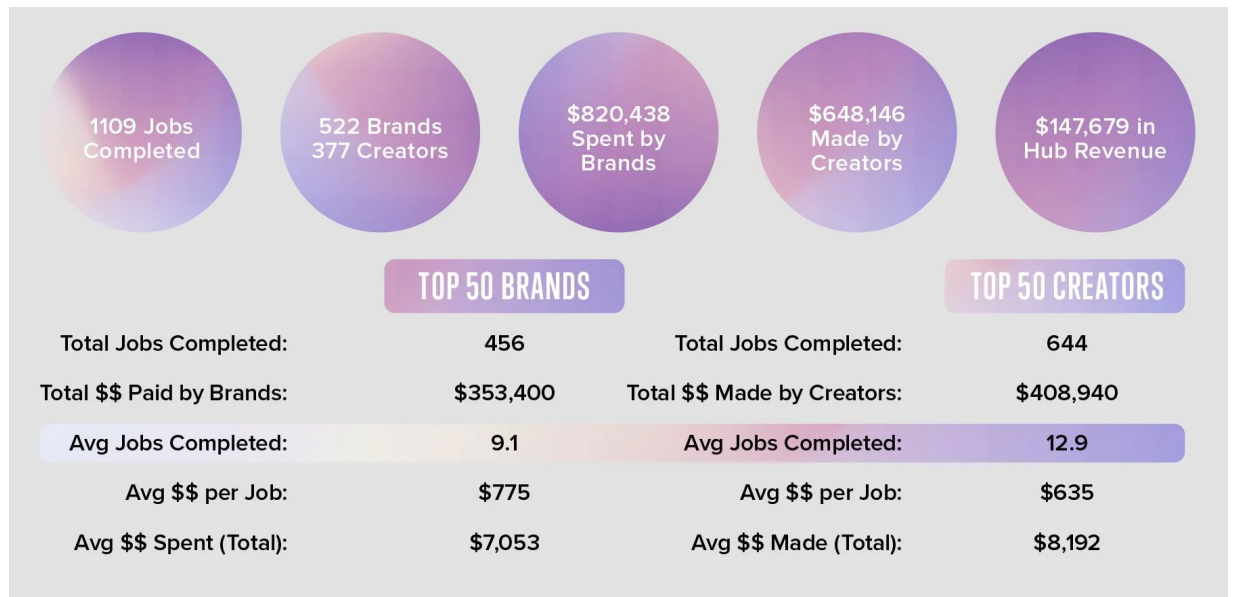 1109 Jobs
Completed
522 Brands
377 Creators
$820,438
Spent by
Brands
$648,146
Made by
Creators
$147,679 in
Hub Revenue
TOP 50 BRANDS
Total Jobs Completed: 456
Total $$ Paid by Brands: $353,400
Avg Jobs Completed: 9.1
Avg $$ per Job: $775
Avg $$ Spent (Total): $7,053
TOP 50 CREATORS
Total Jobs Completed: 644
Total $$ Made by Creators: $408,940
Avg Jobs Completed: 12.9
Avg $$ per Job: $635
Avg $$ Made (Total): $8,192